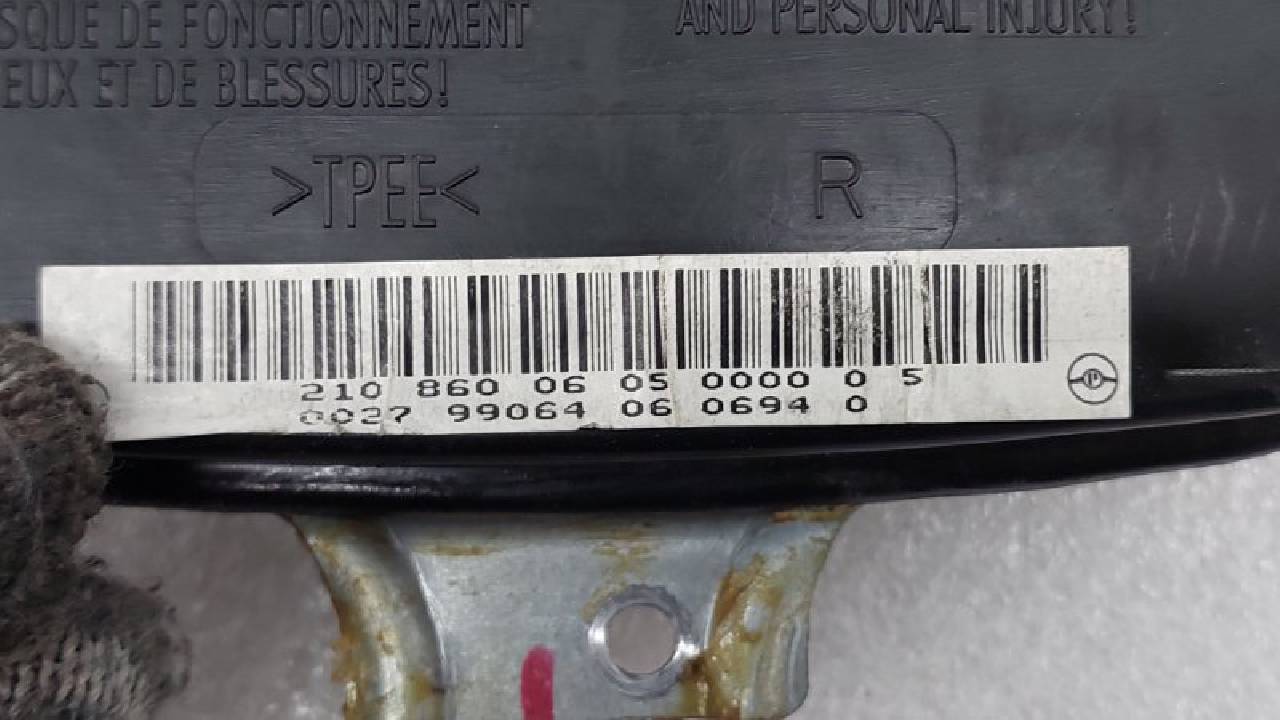 SQUE DE FONCTIONNEMENT
EUX ET DE BLESSURES!
AND PERSONAL INJURY!
>TPEE< R
210 860 06 05 0000 0 5
0027 99064 06 0694 0